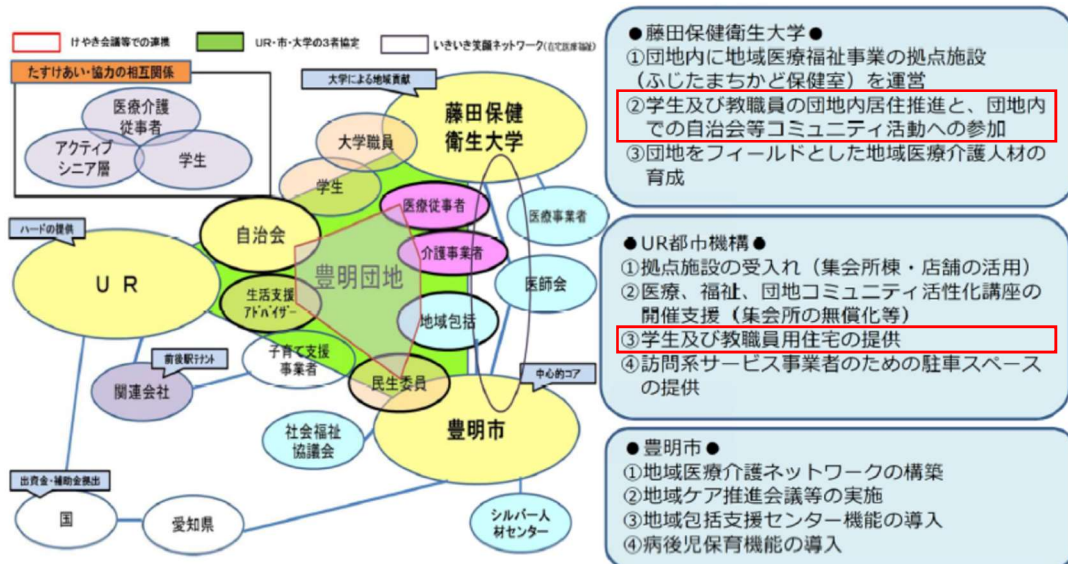 けやき会議等での連携
UR・市・大学の3者協定
いきいき笑顔ネットワーク(在宅医療福祉)
たすけあい・協力の相互関係
医療介護
従事者
アクティブ
シニア層
学生
大学による地域貢献
藤田保健
衛生大学
大学職員
学生
医療従事者
医療事業者
自治会
介護事業者
ハードの提供
UR
豊明団地
医師会
生活支援
アドバイザー
地域包括
子育て支援
事業者
前後駅テナント
関連会社
民生委員
中心的コア
豊明市
社会福祉
協議会
出資金・補助金拠出
国
愛知県
シルバー人
材センター
●藤田保健衛生大学●
①団地内に地域医療福祉事業の拠点施設
(ふじたまちかど保健室)を運営
②学生及び教職員の団地内居住推進と、団地内
での自治会等コミュニティ活動への参加
③団地をフィールドとした地域医療介護人材の
育成
●UR都市機構●
①拠点施設の受入れ(集会所棟・店舗の活用)
②医療、福祉、団地コミュニティ活性化講座の
開催支援(集会所の無償化等)
③学生及び教職員用住宅の提供
④訪問系サービス事業者のための駐車スペース
の提供
●豊明市●
①地域医療介護ネットワークの構築
②地域ケア推進会議等の実施
③地域包括支援センター機能の導入
④病後児保育機能の導入